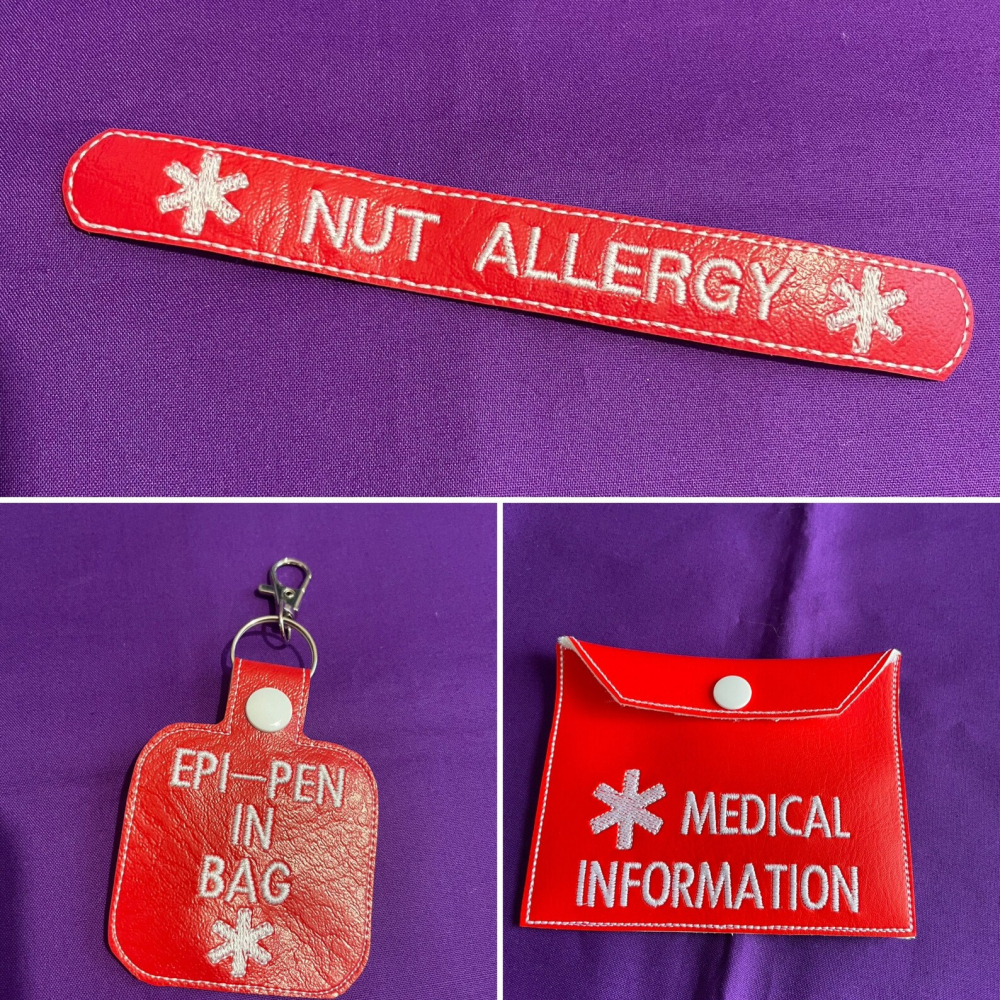 NUT ALLERGY
EPI-PEN
IN
BAG
MEDICAL
INFORMATION